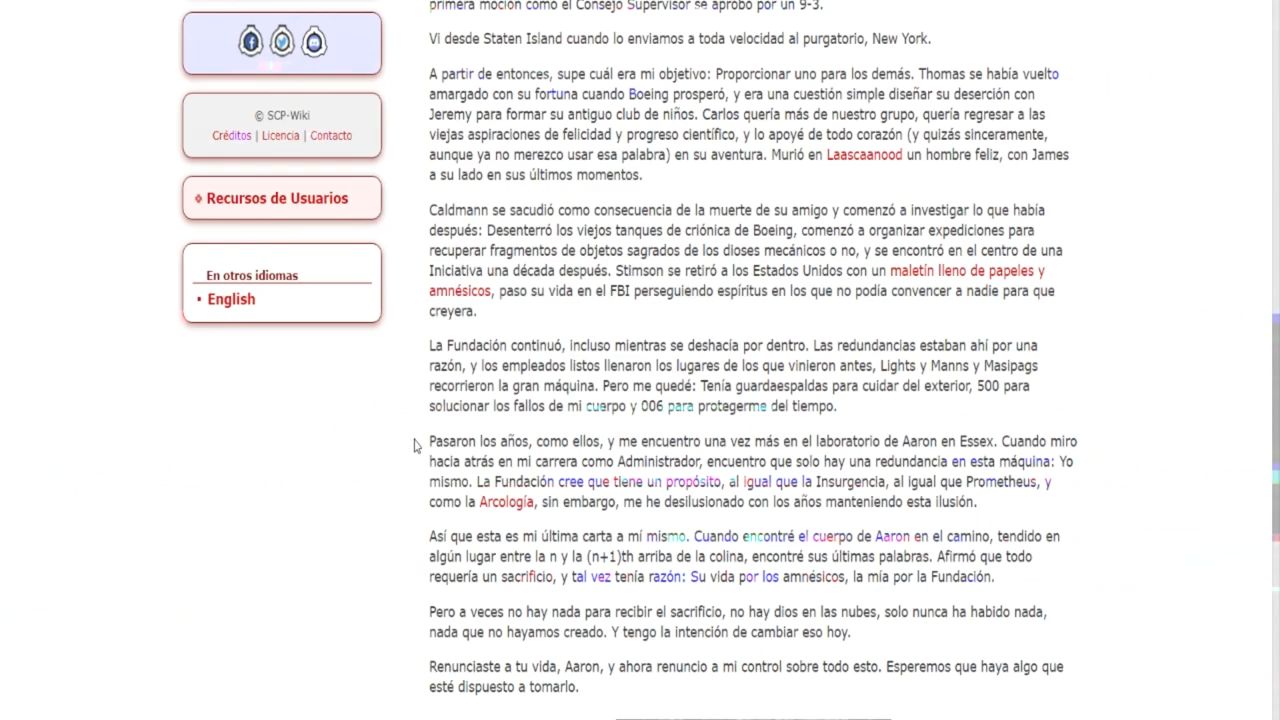 © SCP-Wiki
Créditos | Licencia | Contacto
Recursos de Usuarios
En otros idiomas
• English
primera moción como el Consejo Supervisor se aprobó por un 9-3.
Vi desde Staten Island cuando lo enviamos a toda velocidad al purgatorio, New York.
A partir de entonces, supe cuál era mi objetivo: Proporcionar uno para los demás. Thomas se había vuelto
amargado con su fortuna cuando Boeing prosperó, y era una cuestión simple diseñar su deserción con
Jeremy para formar su antiguo club de niños. Carlos quería más de nuestro grupo, quería regresar a las
viejas aspiraciones de felicidad y progreso científico, y lo apoyé de todo corazón (y quizás sinceramente,
aunque ya no merezco usar esa palabra) en su aventura. Murió en Laascaanood un hombre feliz, con James
a su lado en sus últimos momentos.
Caldmann se sacudió como consecuencia de la muerte de su amigo y comenzó a investigar lo que había
después: Desenterró los viejos tanques de criónica de Boeing, comenzó a organizar expediciones para
recuperar fragmentos de objetos sagrados de los dioses mecánicos o no, y se encontró en el centro de una
Iniciativa una década después. Stimson se retiró a los Estados Unidos con un maletín lleno de papeles y
amnésicos, paso su vida en el FBI perseguiendo espíritus en los que no podía convencer a nadie para que
creyera.
La Fundación continuó, incluso mientras se deshacía por dentro. Las redundancias estaban ahí por una
razón, y los empleados listos llenaron los lugares de los que vinieron antes, Lights y Manns y Masipags
recorrieron la gran máquina. Pero me quedé: Tenía guardaespaldas para cuidar del exterior, 500 para
solucionar los fallos de mi cuerpo y 006 para protegerme del tiempo.
Pasaron los años, como ellos, y me encuentro una vez más en el laboratorio de Aaron en Essex. Cuando miro
hacia atrás en mi carrera como Administrador, encuentro que solo hay una redundancia en esta máquina: Yo
mismo. La Fundación cree que tiene un propósito, al igual que la Insurgencia, al igual que Prometheus, y
como la Arcología, sin embargo, me he desilusionado con los años manteniendo esta ilusión.
Así que esta es mi última carta a mí mismo. Cuando encontré el cuerpo de Aaron en el camino, tendido en
algún lugar entre la n y la (n+1)th arriba de la colina, encontré sus últimas palabras. Afirmó que todo
requería un sacrificio, y tal vez tenía razón: Su vida por los amnésicos, la mía por la Fundación.
Pero a veces no hay nada para recibir el sacrificio, no hay dios en las nubes, solo nunca ha habido nada,
nada que no hayamos creado. Y tengo la intención de cambiar eso hoy.
Renunciaste a tu vida, Aaron, y ahora renuncio a mi control sobre todo esto. Esperemos que haya algo que
esté dispuesto a tomarlo.